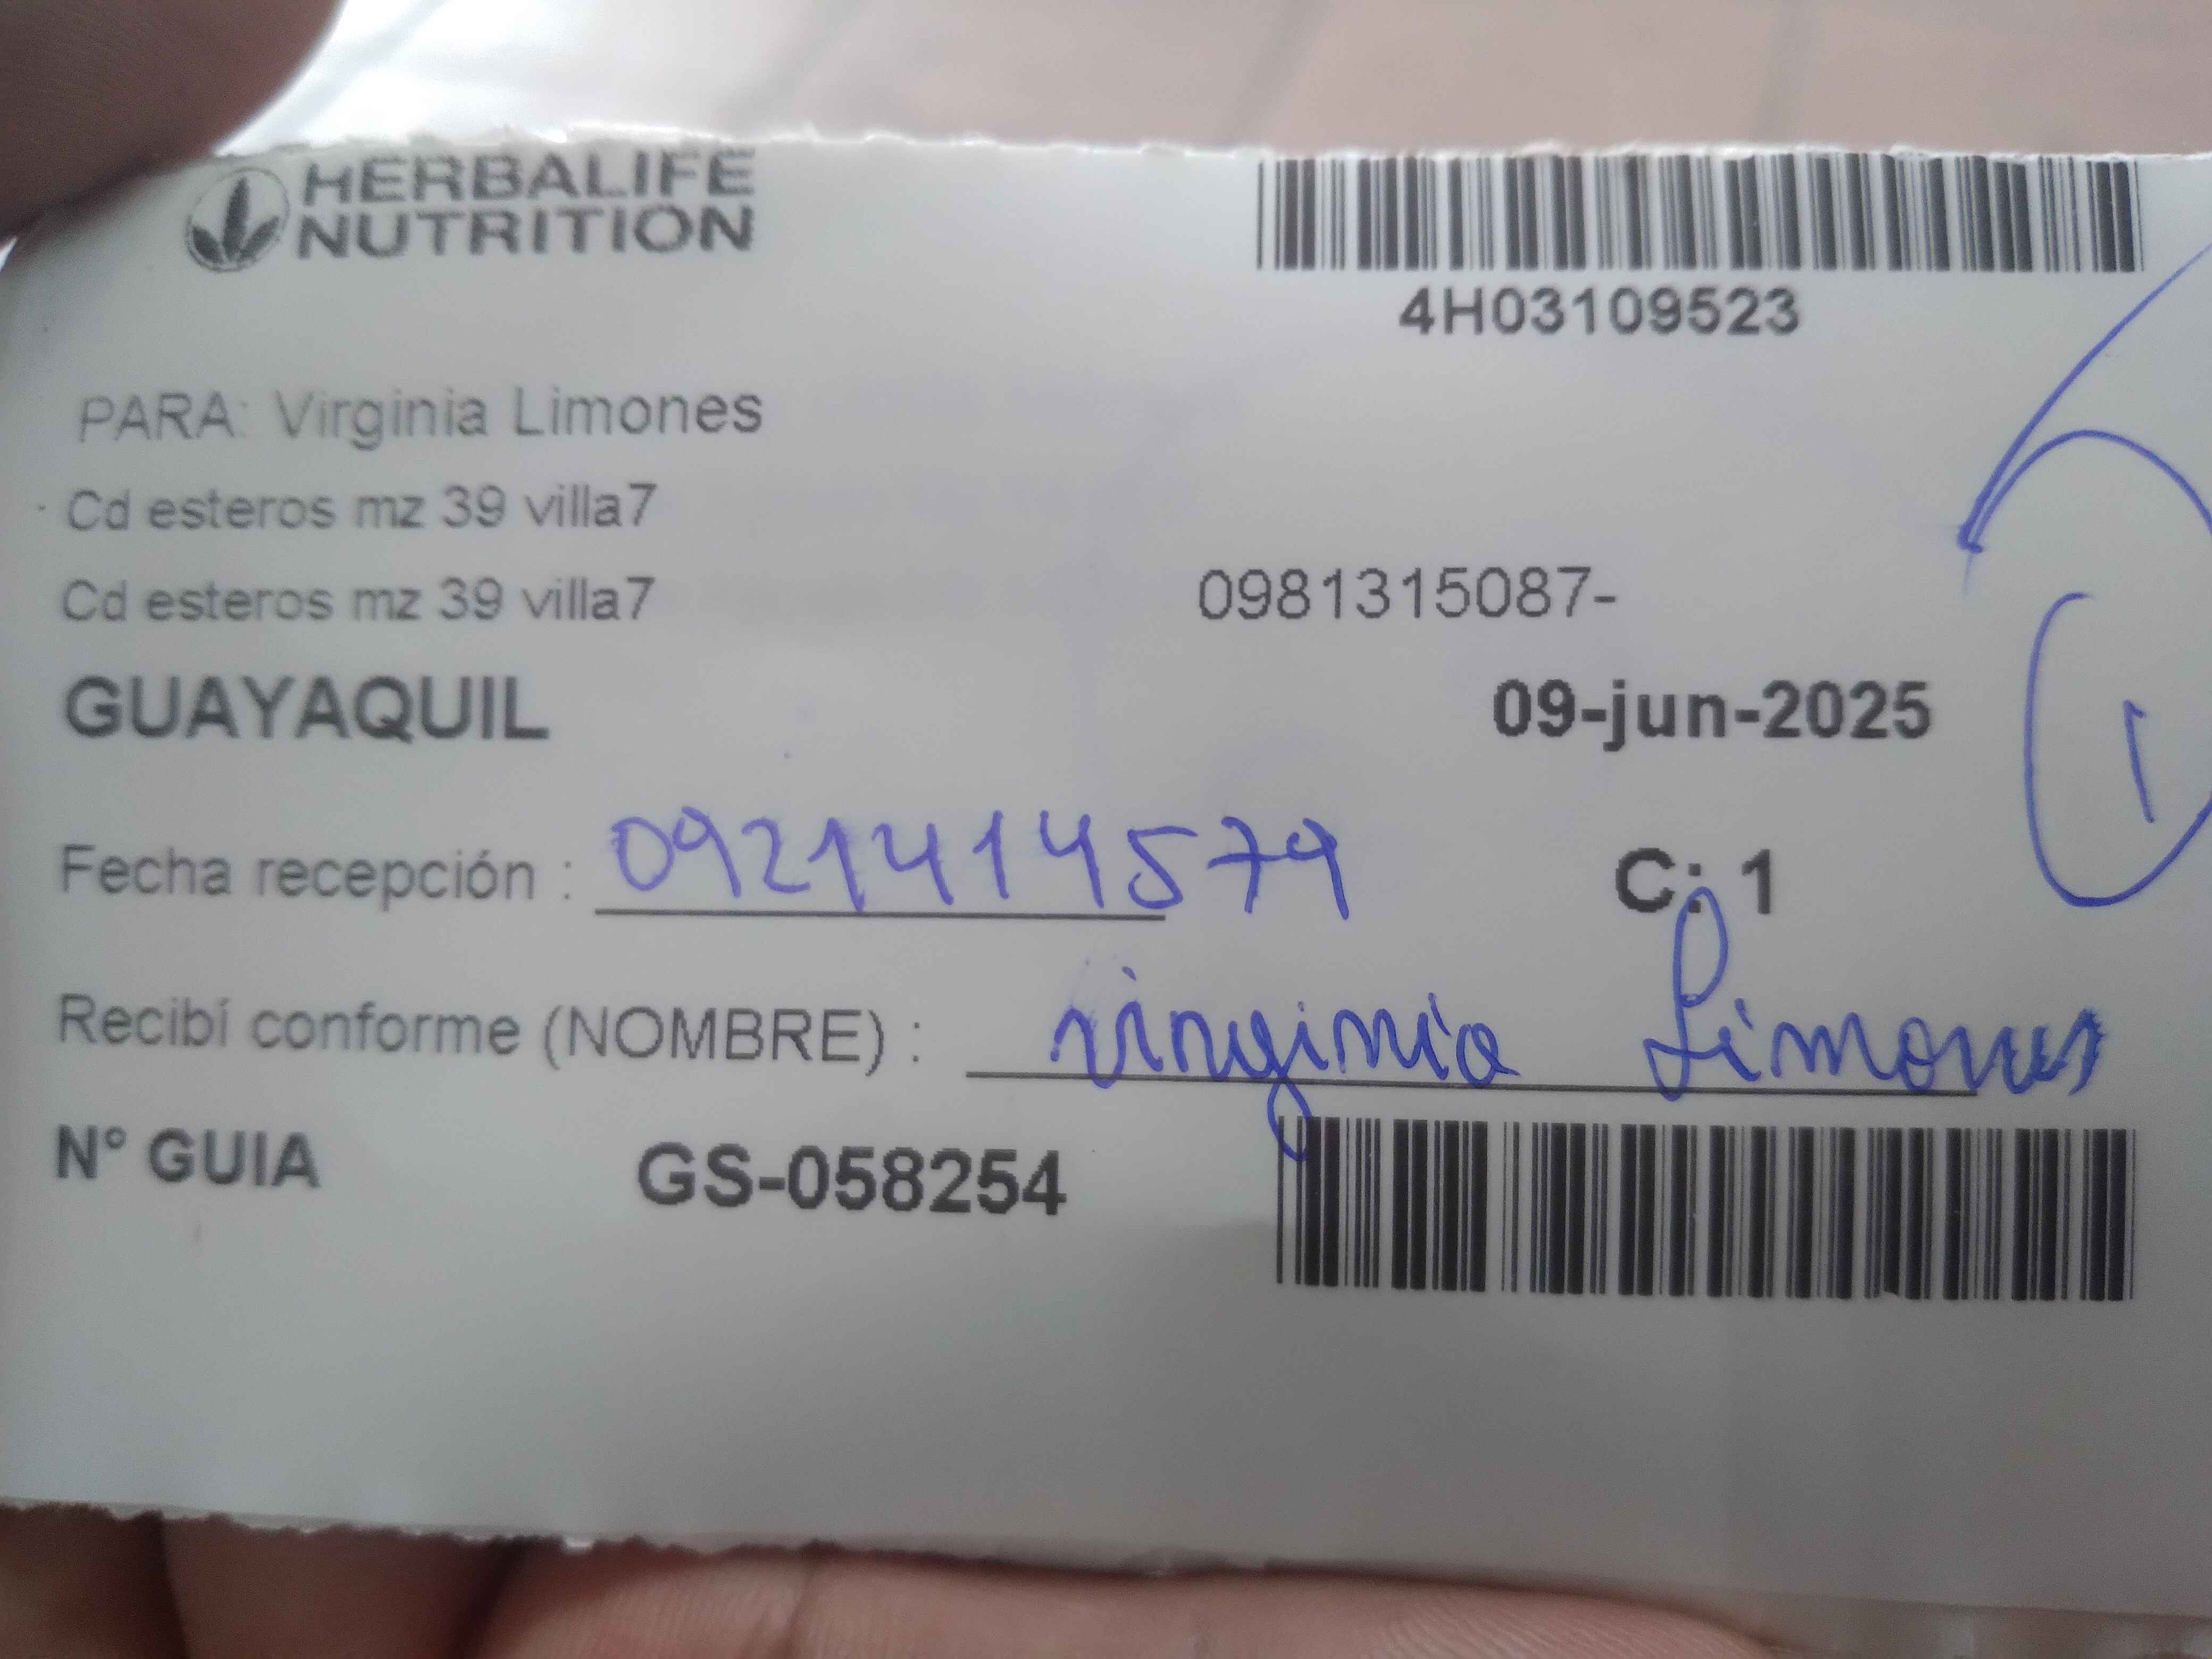 HERBALIFE
NUTRITION
4H03109523
PARA: Virginia Limones
Cd esteros mz 39 villa7
Cd esteros mz 39 villa7
0981315087-
GUAYAQUIL
09-jun-2025
Fecha recepción : 0921414579
C: 1
1
Recibí conforme (NOMBRE) : virginia Limones
N° GUIA GS-058254